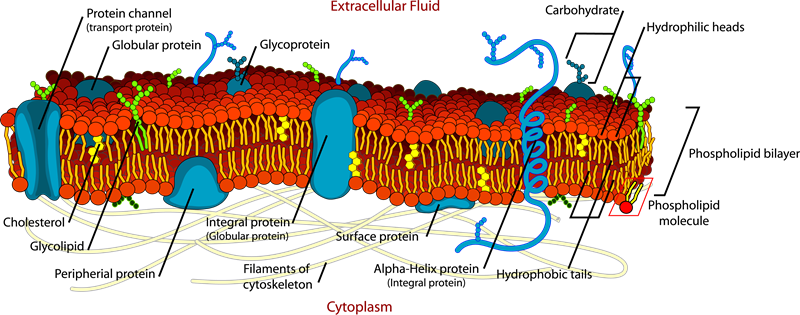 Extracellular Fluid
Protein channel
(transport protein)
Globular protein
Glycoprotein
Carbohydrate
Hydrophilic heads
Phospholipid bilayer
Phospholipid
molecule
Cholesterol
Glycolipid
Peripherial protein
Integral protein
(Globular protein)
Filaments of
cytoskeleton
Surface protein
Alpha-Helix protein
(Integral protein)
Hydrophobic tails
Cytoplasm